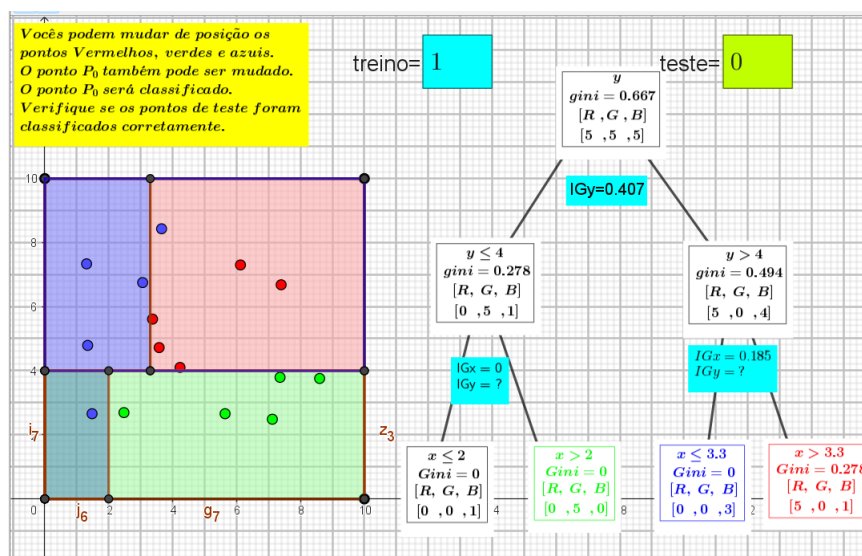 Vocês podem mudar de posição os
pontos Vermelhos, verdes e azuis.
O ponto P₀ também pode ser mudado.
O ponto P₀ será classificado.
Verifique se os pontos de teste foram
classificados corretamente.
treino= 1
teste= 0
y
gini = 0.667
[R , G , B]
[5 , 5 , 5]
IGy=0.407
y ≤ 4
gini = 0.278
[R, G, B]
[0 , 5 , 1]
y > 4
gini = 0.494
[R, G, B]
[5 , 0 , 4]
IGx = 0
IGy = ?
IGx = 0.185
IGy = ?
x ≤ 2
Gini = 0
[R, G, B]
[0 , 0 , 1]
x > 2
Gini = 0
[R, G, B]
[0 , 5 , 0]
x ≤ 3.3
Gini = 0
[R, G, B]
[0 , 0 , 3]
x > 3.3
Gini = 0.278
[R, G, B]
[5 , 0 , 1]
10
8
6
4
i₇
z₃
0
j₆
4
g₇
8
10
2